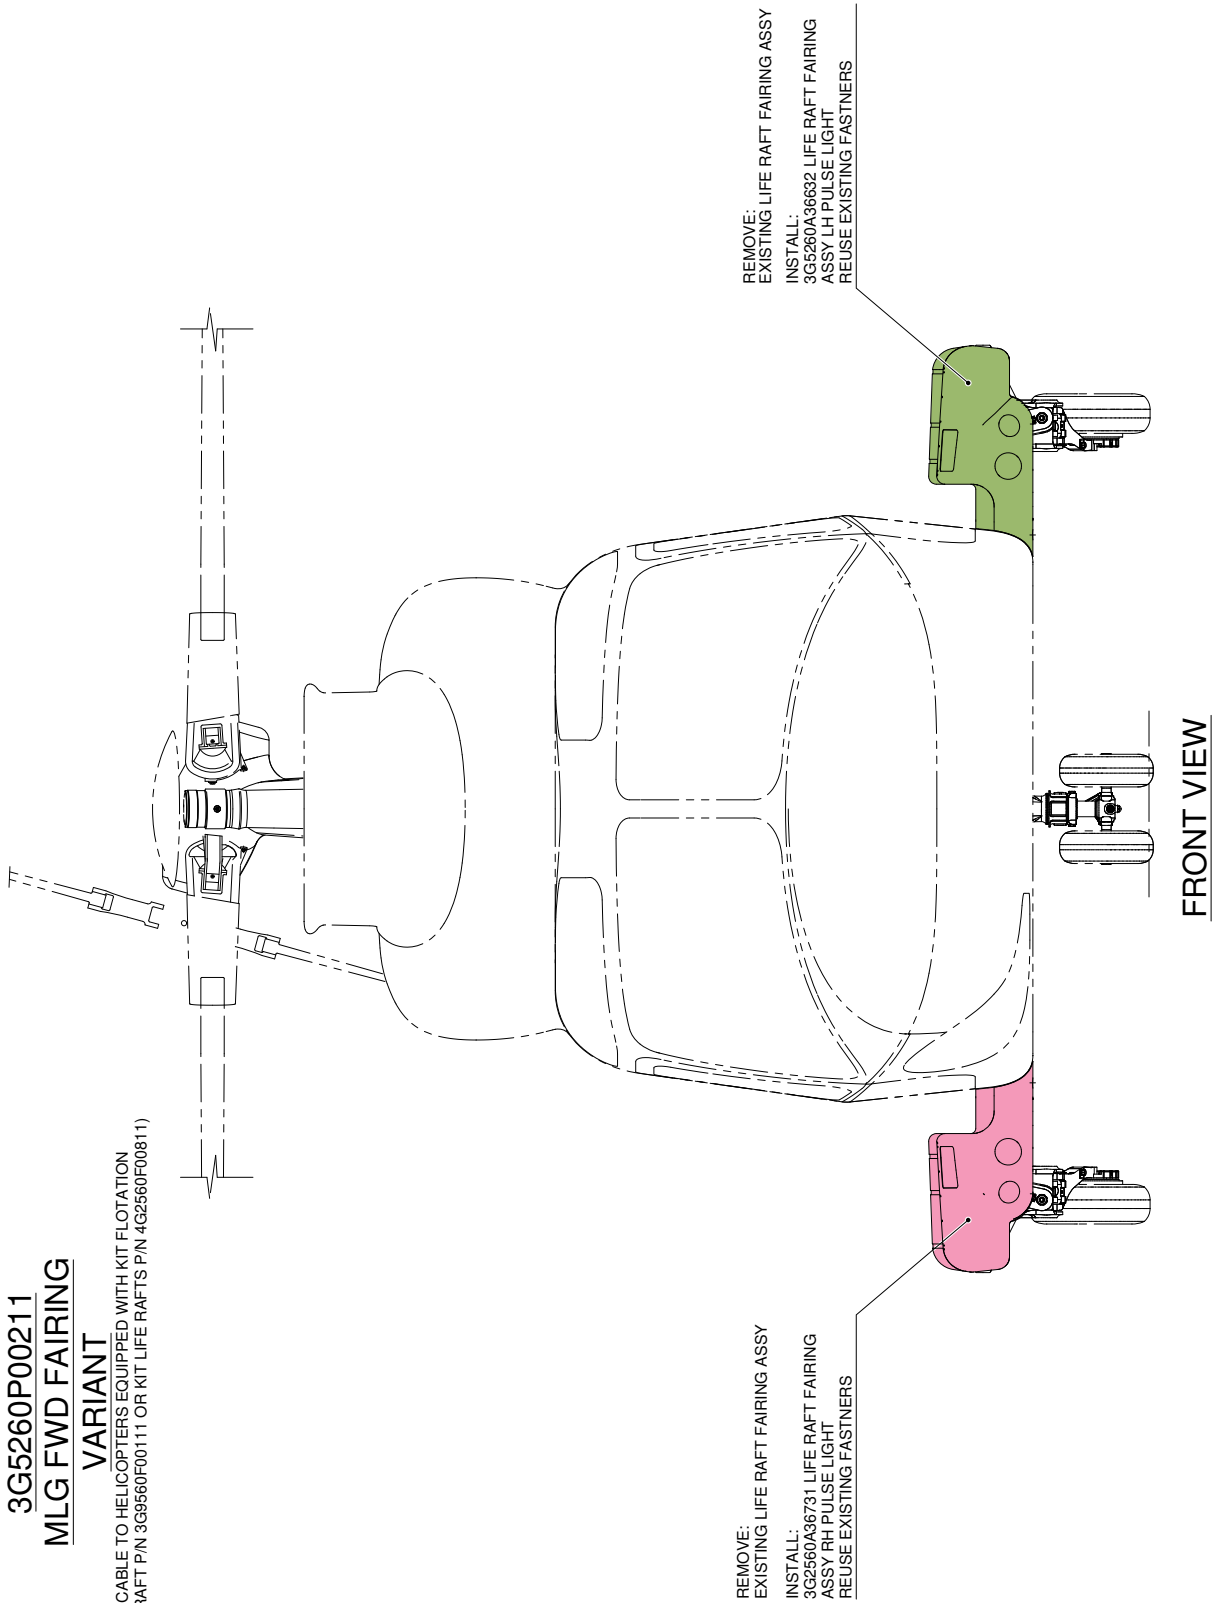 3G5260P00211
MLG FWD FAIRING
VARIANT
CABLE TO HELICOPTERS EQUIPPED WITH KIT FLOTATION
RAFT P/N 3G9560F00111 OR KIT LIFE RAFTS P/N 4G2560F00811)
REMOVE:
EXISTING LIFE RAFT FAIRING ASSY
INSTALL:
3G2560A36731 LIFE RAFT FAIRING
ASSY RH PULSE LIGHT
REUSE EXISTING FASTNERS
REMOVE:
EXISTING LIFE RAFT FAIRING ASSY
INSTALL:
3G5260A36632 LIFE RAFT FAIRING
ASSY LH PULSE LIGHT
REUSE EXISTING FASTNERS
FRONT VIEW